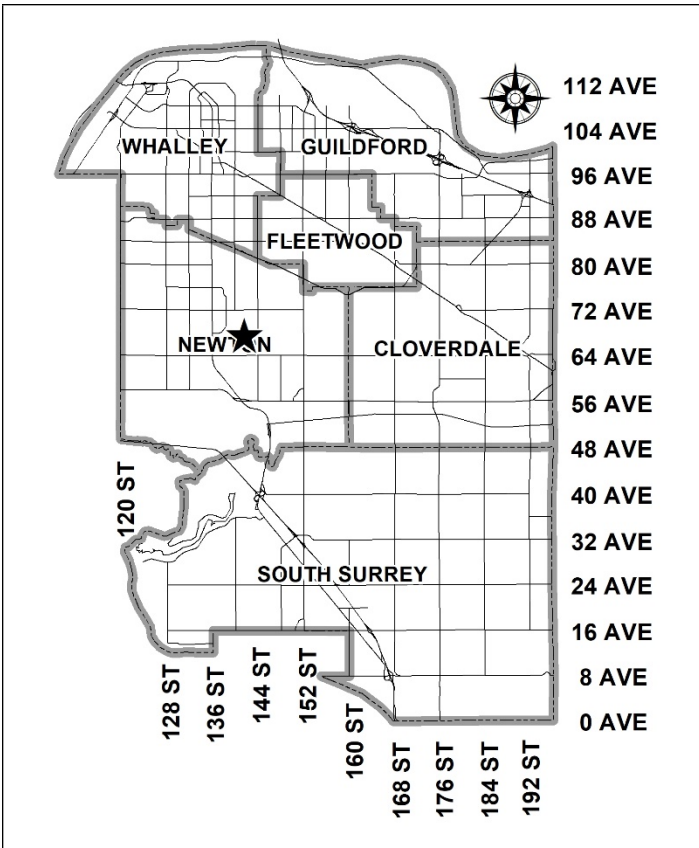 112 AVE
104 AVE
WHALLEY
GUILDFORD
96 AVE
88 AVE
FLEETWOOD
80 AVE
72 AVE
NEWTON
CLOVERDALE
64 AVE
56 AVE
48 AVE
120 ST
40 AVE
32 AVE
SOUTH SURREY
24 AVE
16 AVE
128 ST
136 ST
144 ST
152 ST
160 ST
8 AVE
0 AVE
168 ST
176 ST
184 ST
192 ST